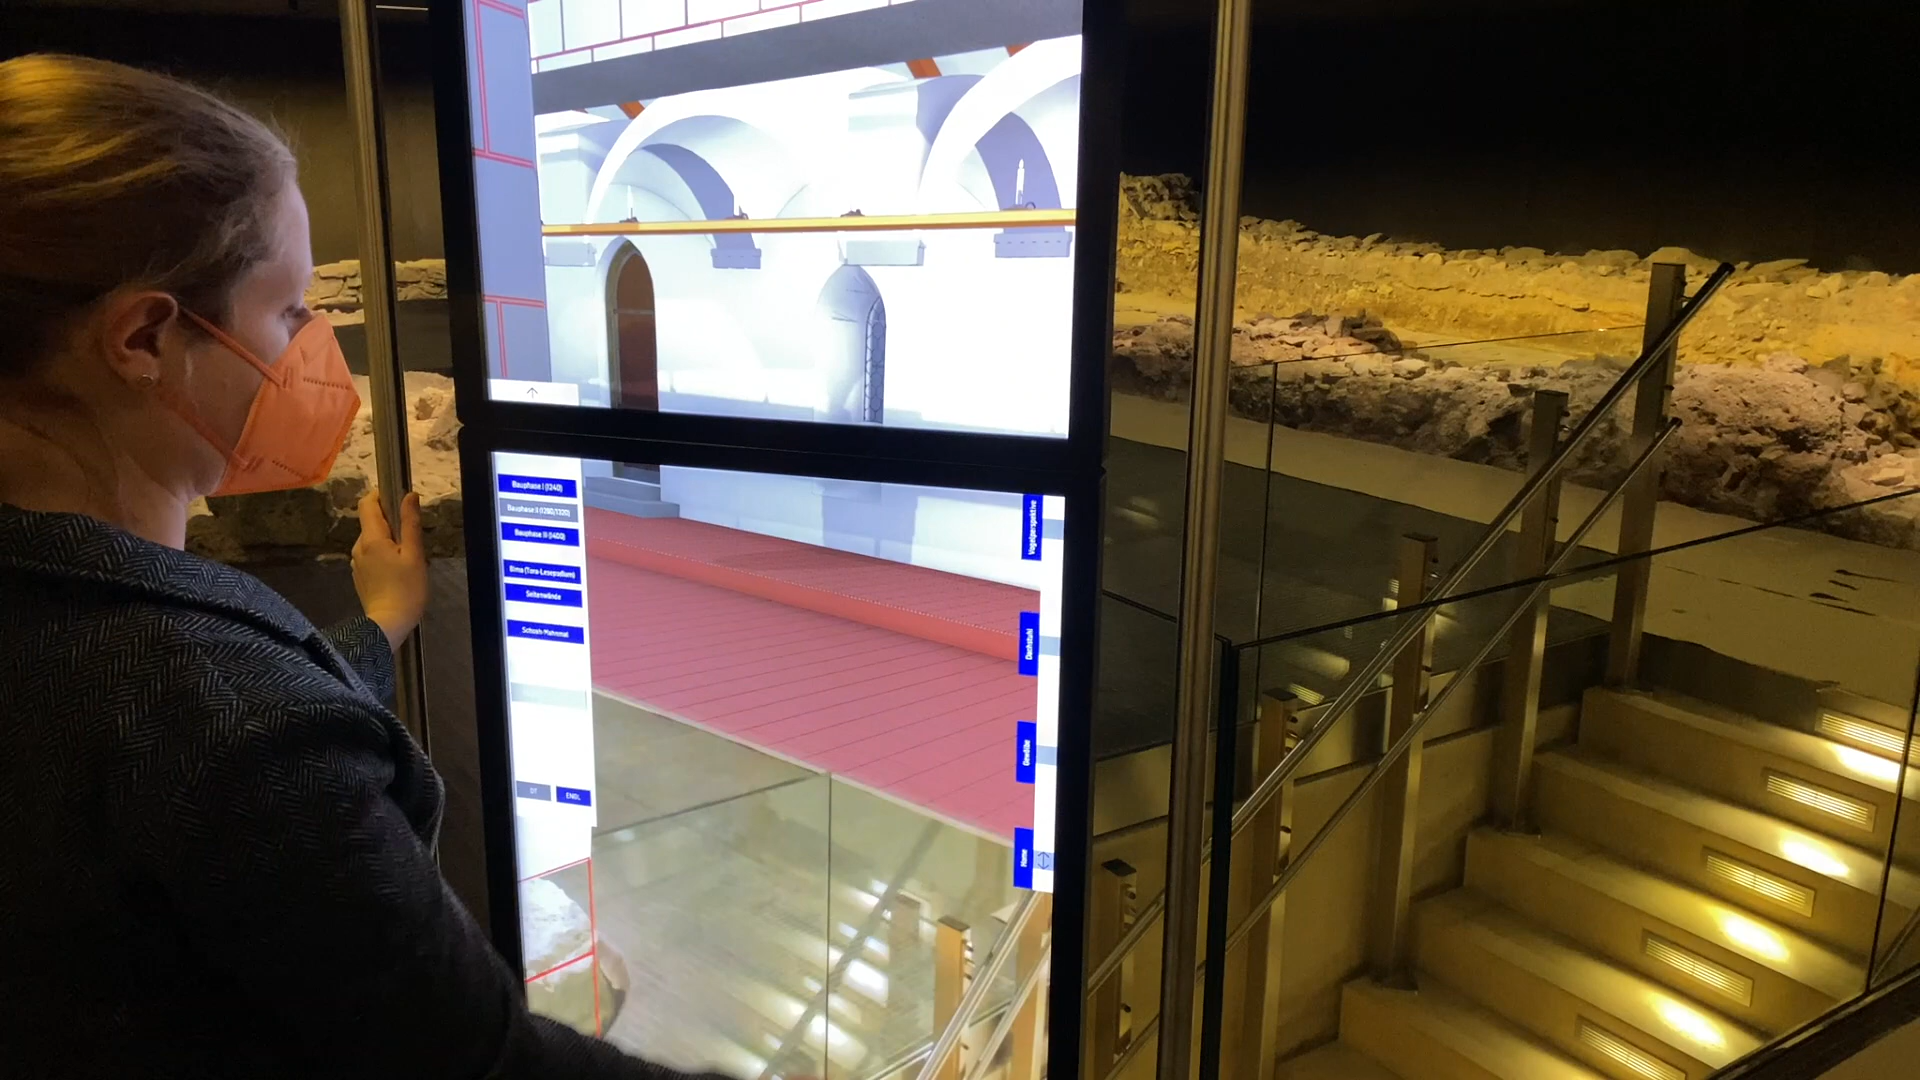 Bauphase I (1240)
Bauphase II (1280/1320)
Bauphase III (1400)
Bima (Tora-Lesepodium)
Seitenwände
Schoah-Mahnmal
DT
ENGL
Vogelperspektive
Dachstuhl
Gewölbe
Home